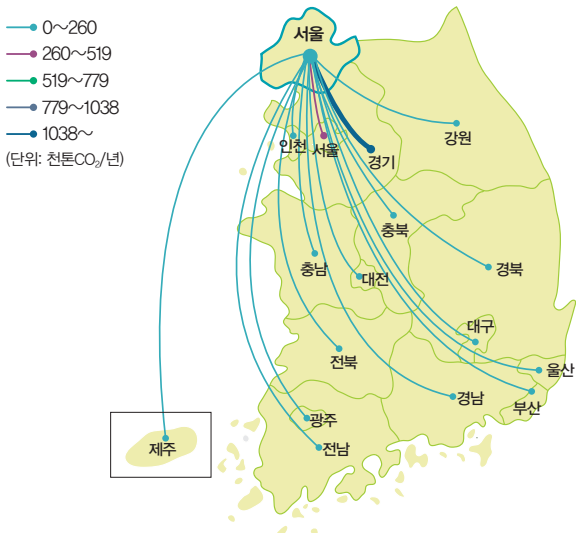 0~260
260~519
519~779
779~1038
1038~
(단위: 천톤CO₂/년)
서울
강원
인천
서울
경기
충북
충남
대전
경북
대구
전북
울산
경남
부산
광주
전남
제주